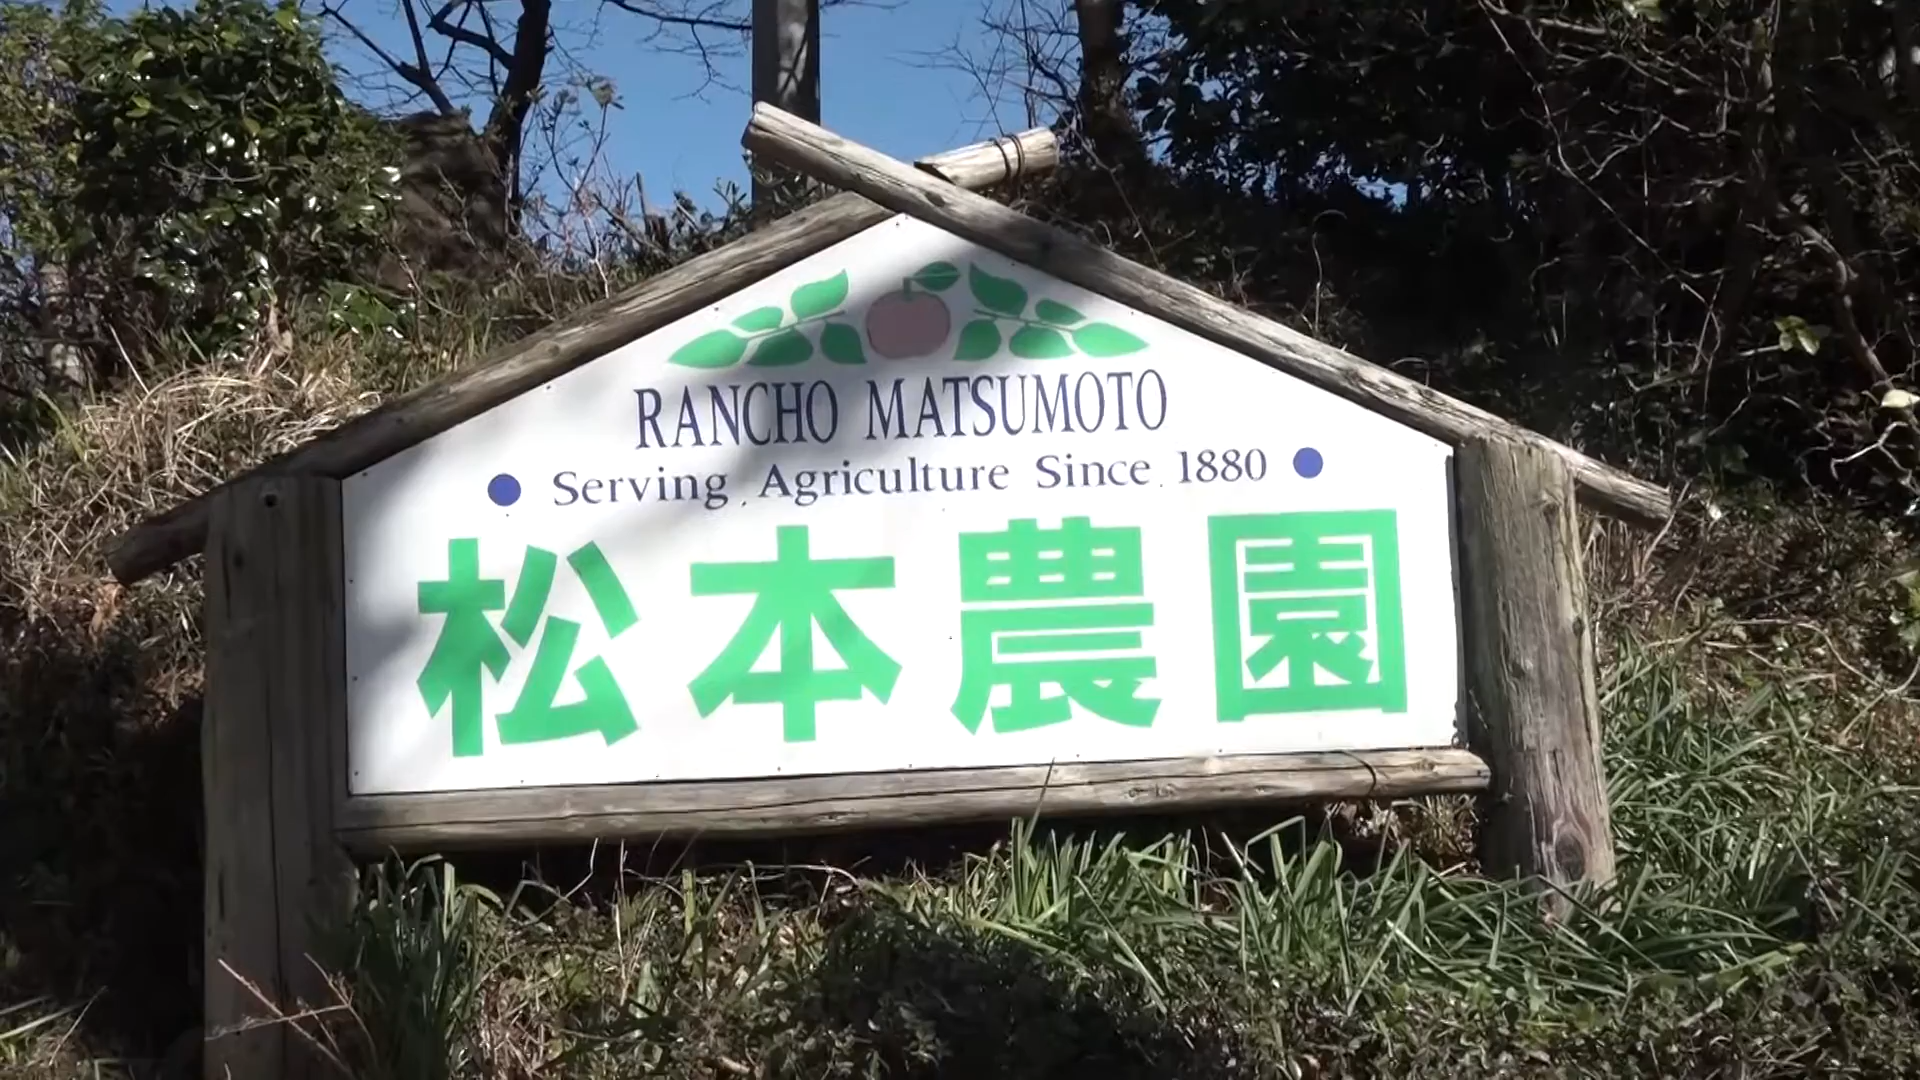 RANCHO MATSUMOTO
Serving Agriculture Since 1880
松本農園